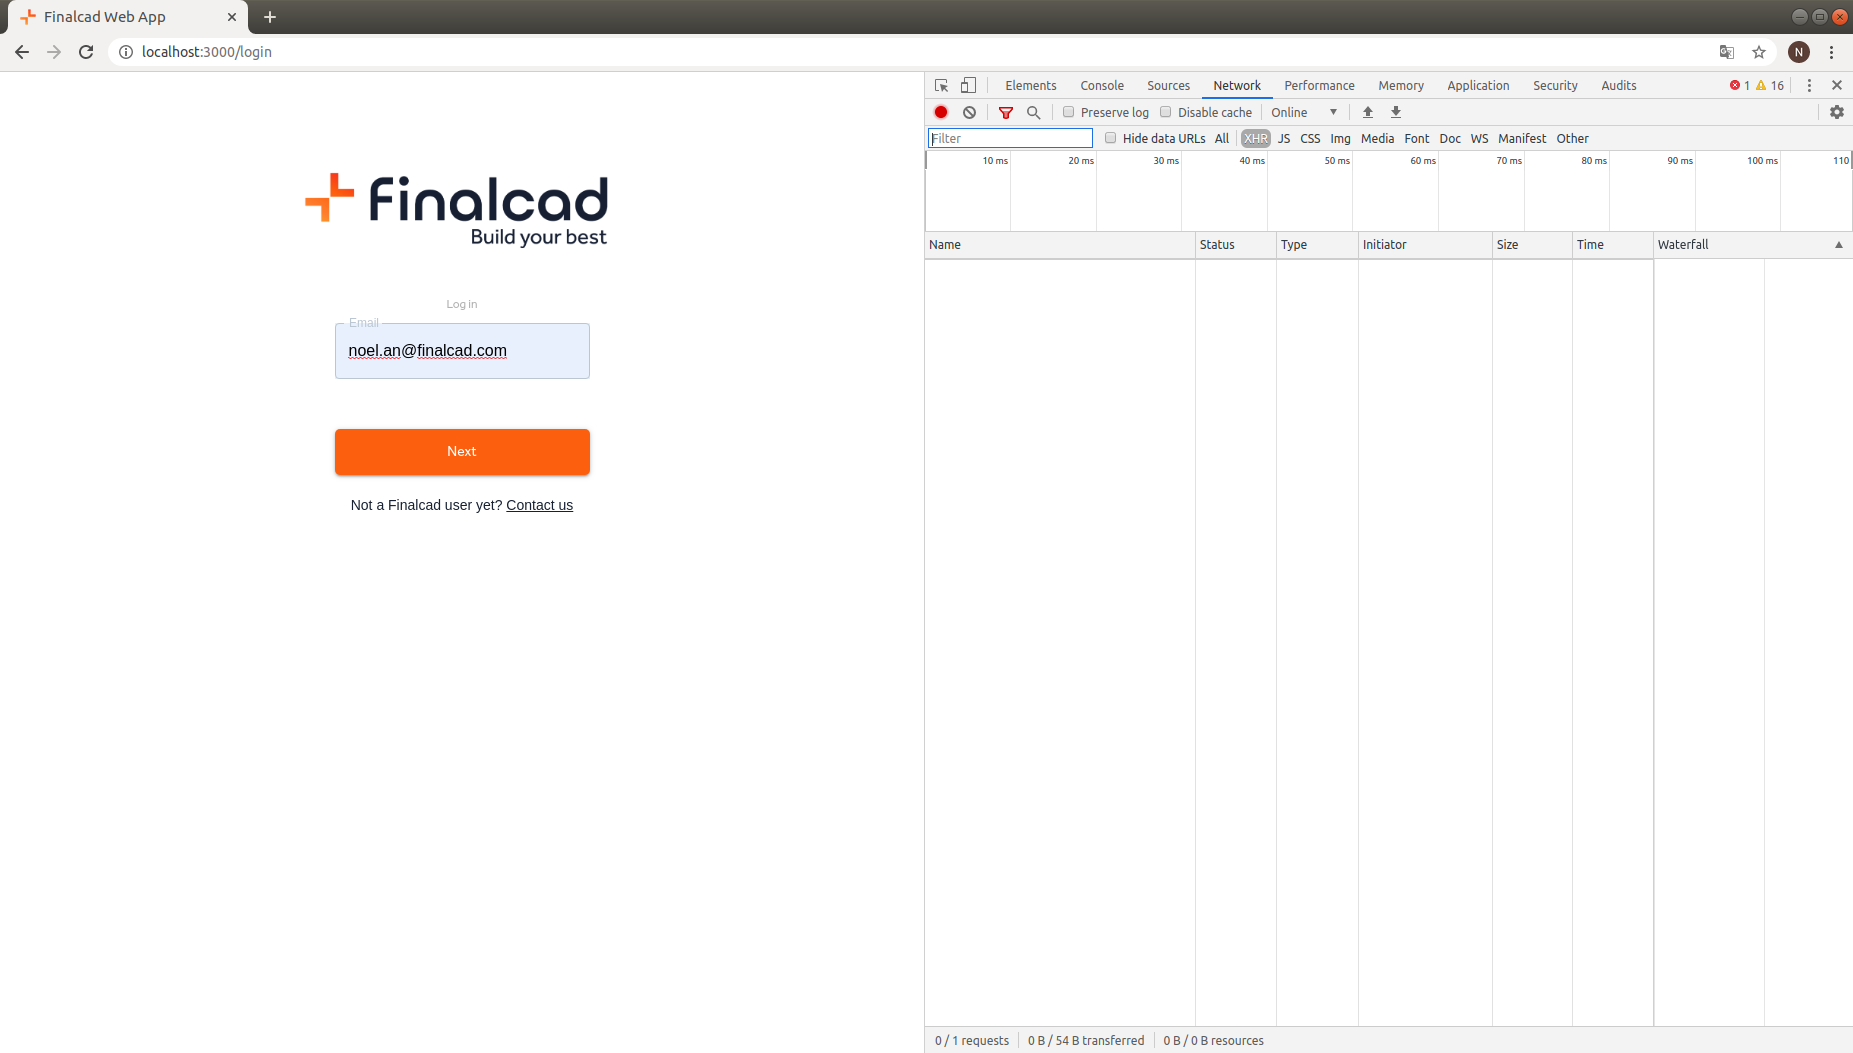 Finalcad Web App
localhost:3000/login
N
finalcad
Build your best
Log in
Email
noel.an@finalcad.com
Next
Not a Finalcad user yet? Contact us
Elements Console Sources Network Performance Memory Application Security Audits 1 16
Preserve log Disable cache Online
Filter Hide data URLs All XHR JS CSS Img Media Font Doc WS Manifest Other
10 ms 20 ms 30 ms 40 ms 50 ms 60 ms 70 ms 80 ms 90 ms 100 ms 110
Name Status Type Initiator Size Time Waterfall
0 / 1 requests 0 B / 54 B transferred 0 B / 0 B resources